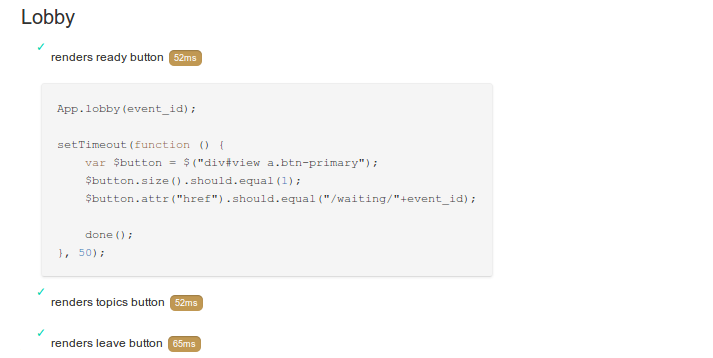 Lobby
✓ renders ready button 52ms
App.lobby(event_id);
setTimeout(function () {
    var $button = $("div#view a.btn-primary");
    $button.size().should.equal(1);
    $button.attr("href").should.equal("/waiting/"+event_id);
    done();
}, 50);
✓ renders topics button 52ms
✓ renders leave button 65ms